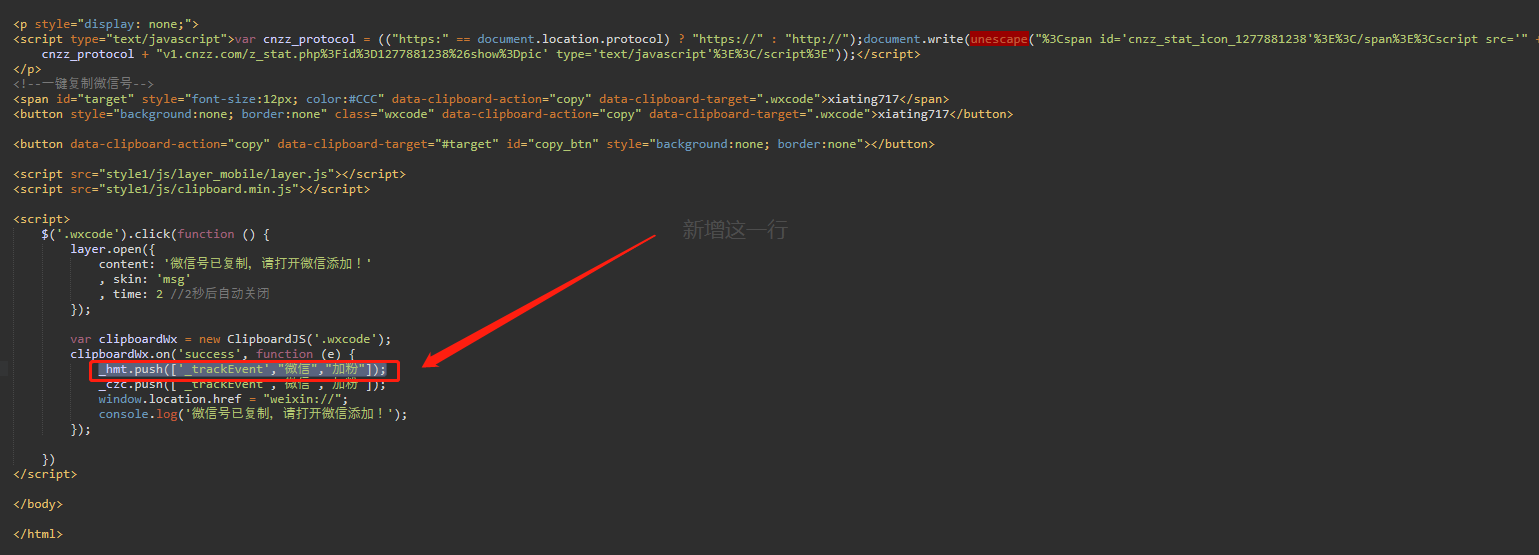 <p style="display: none;">
<script type="text/javascript">var cnzz_protocol = (("https:" == document.location.protocol) ? "https://" : "http://");document.write(unescape("%3Cspan id='cnzz_stat_icon_1277881238'%3E%3C/span%3E%3Cscript src='" +
cnzz_protocol + "v1.cnzz.com/z_stat.php%3Fid%3D1277881238%26show%3Dpic' type='text/javascript'%3E%3C/script%3E"));</script>
</p>
<!--一键复制微信号-->
<span id="target" style="font-size:12px; color:#CCC" data-clipboard-action="copy" data-clipboard-target=".wxcode">xiating717</span>
<button style="background:none; border:none" class="wxcode" data-clipboard-action="copy" data-clipboard-target=".wxcode">xiating717</button>
<button data-clipboard-action="copy" data-clipboard-target="#target" id="copy_btn" style="background:none; border:none"></button>
<script src="style1/js/layer_mobile/layer.js"></script>
<script src="style1/js/clipboard.min.js"></script>
<script>
$('.wxcode').click(function () {
新增这一行
layer.open({
content: '微信号已复制, 请打开微信添加！'
, skin: 'msg'
, time: 2 //2秒后自动关闭
});
var clipboardWx = new ClipboardJS('.wxcode');
clipboardWx.on('success', function (e) {
_hmt.push(['_trackEvent',"微信","加粉"]);
_czc.push(['_trackEvent','微信','加粉']);
window.location.href = "weixin://";
console.log('微信号已复制, 请打开微信添加！');
});
})
</script>
</body>
</html>